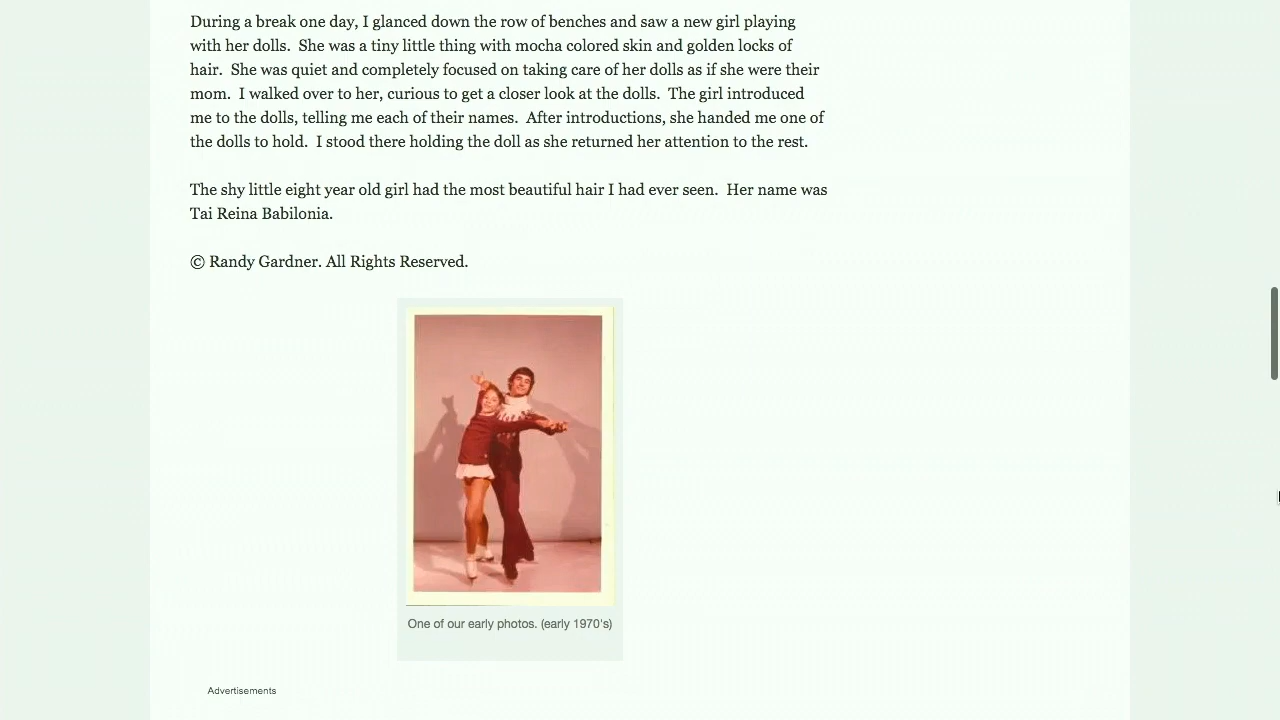 During a break one day, I glanced down the row of benches and saw a new girl playing
with her dolls.  She was a tiny little thing with mocha colored skin and golden locks of
hair.  She was quiet and completely focused on taking care of her dolls as if she were their
mom.  I walked over to her, curious to get a closer look at the dolls.  The girl introduced
me to the dolls, telling me each of their names.  After introductions, she handed me one of
the dolls to hold.  I stood there holding the doll as she returned her attention to the rest.
The shy little eight year old girl had the most beautiful hair I had ever seen.  Her name was
Tai Reina Babilonia.
© Randy Gardner. All Rights Reserved.
One of our early photos. (early 1970's)
Advertisements